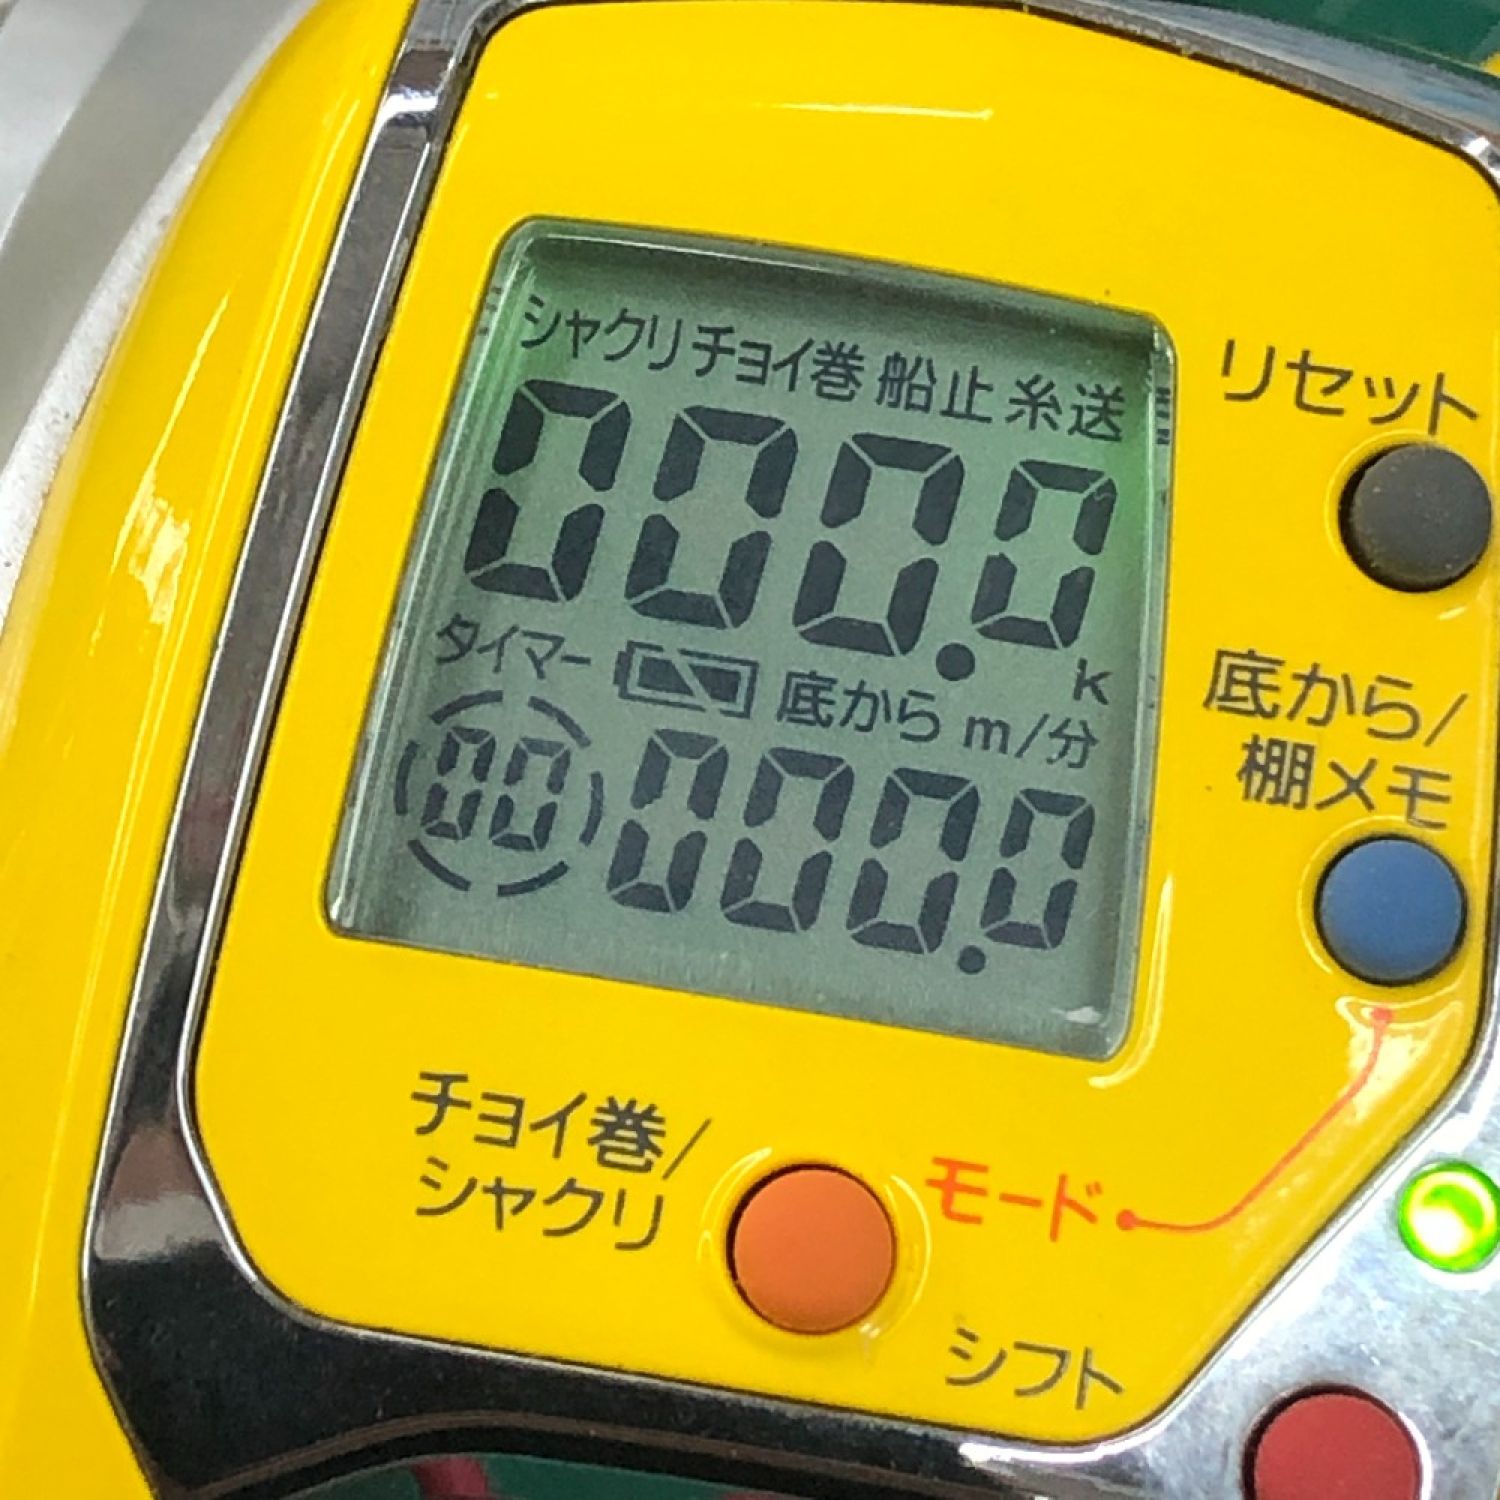 シャクリ チョイ巻 船止 糸送
000.0
k
タイマー 底から m/分
00 000.0
リセット
底から/
棚メモ
チョイ巻/
シャクリ
モード
シフト